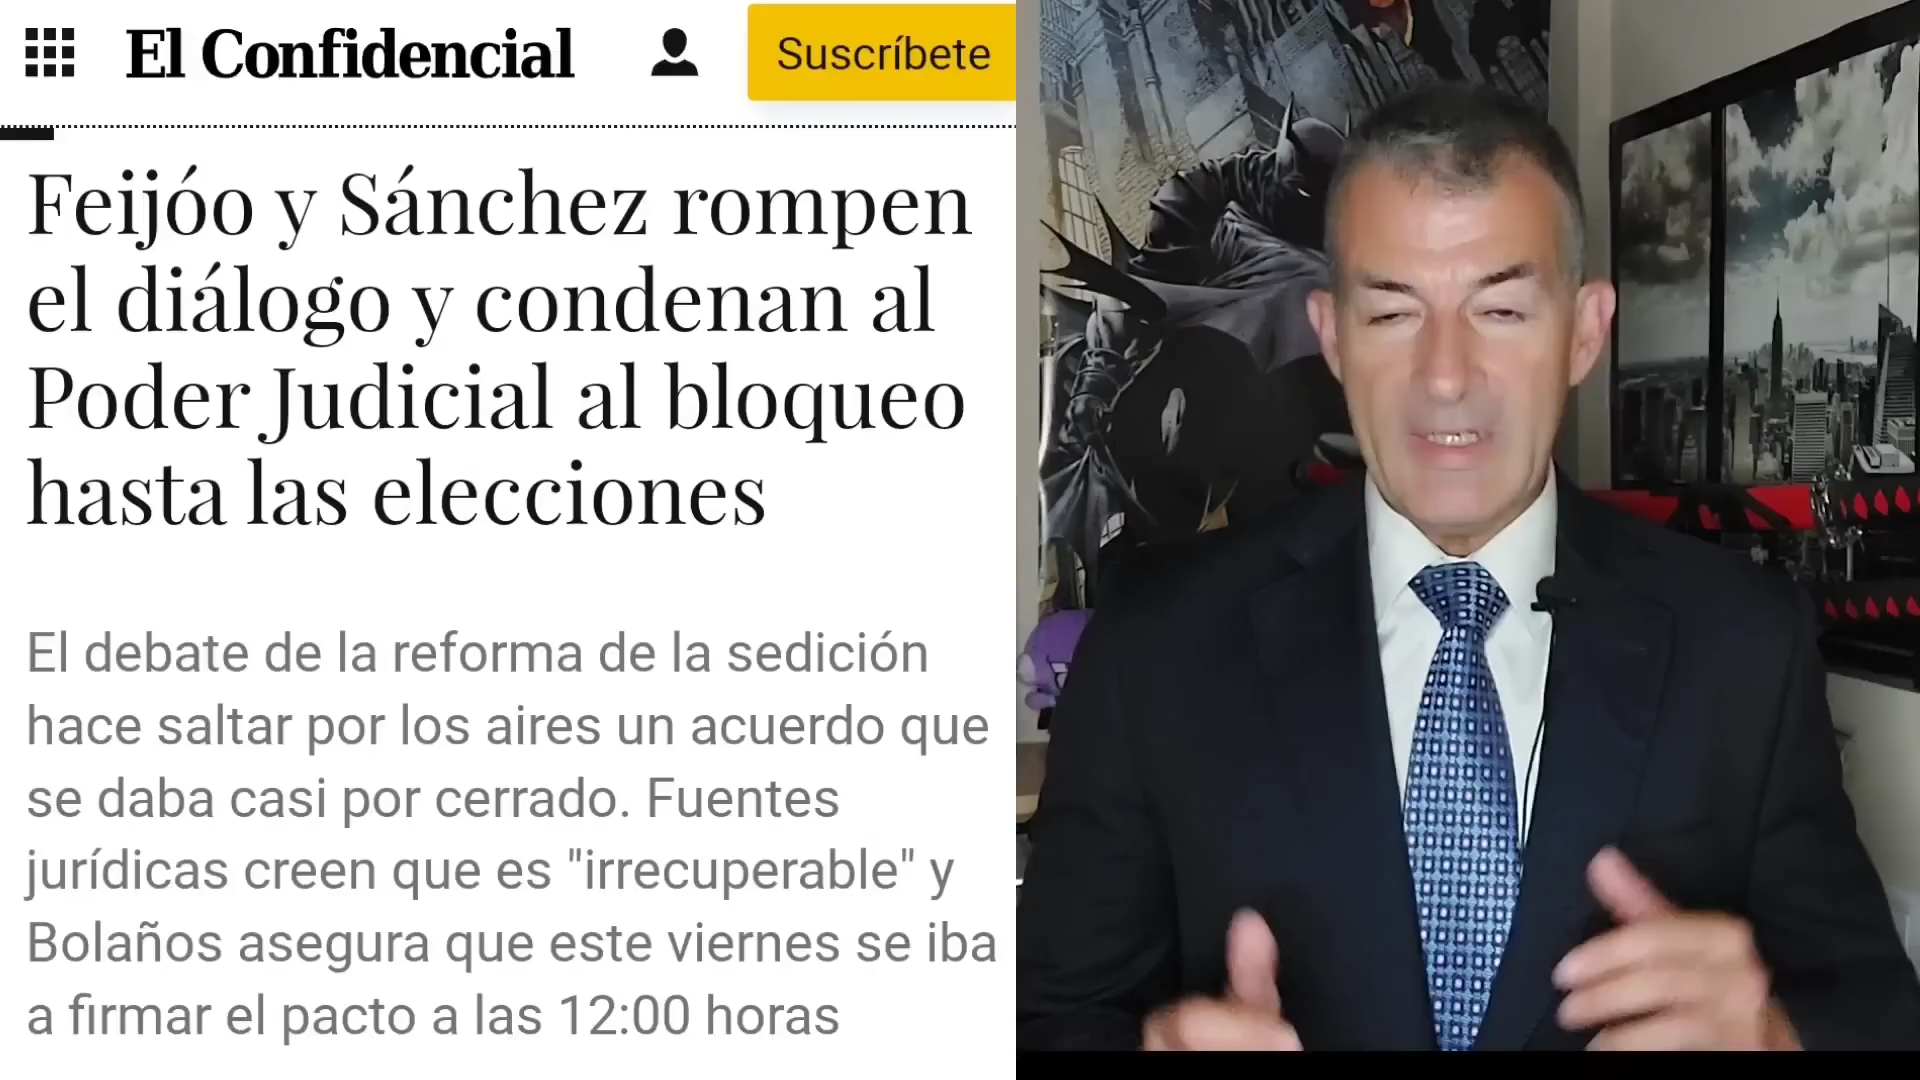 El Confidencial
Suscríbete
Feijóo y Sánchez rompen
el diálogo y condenan al
Poder Judicial al bloqueo
hasta las elecciones
El debate de la reforma de la sedición
hace saltar por los aires un acuerdo que
se daba casi por cerrado. Fuentes
jurídicas creen que es "irrecuperable" y
Bolaños asegura que este viernes se iba
a firmar el pacto a las 12:00 horas